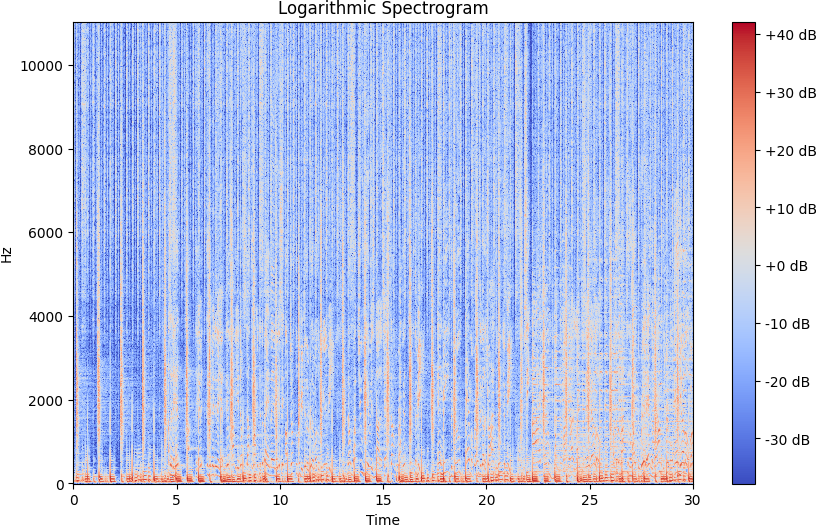 Logarithmic Spectrogram
Hz
10000
8000
6000
4000
2000
0
0 5 10 15 20 25 30
Time
+40 dB
+30 dB
+20 dB
+10 dB
+0 dB
-10 dB
-20 dB
-30 dB